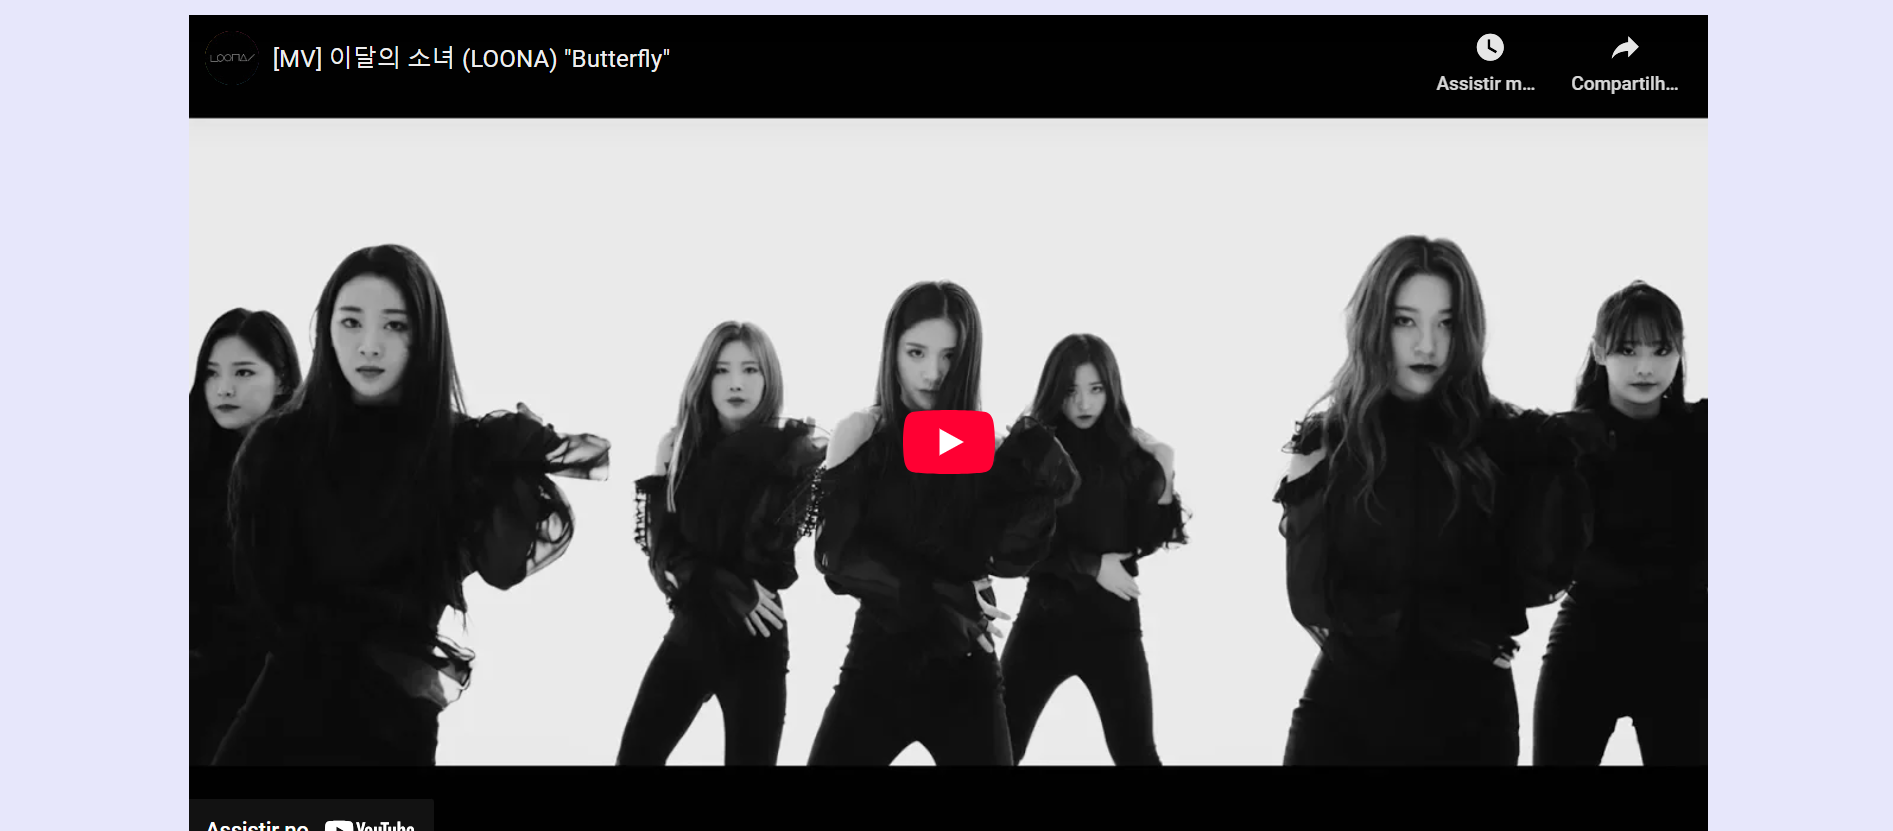 LOONA
[MV] 이달의 소녀 (LOONA) "Butterfly"
Assistir m...
Compartilh...
Assistir no YouTube